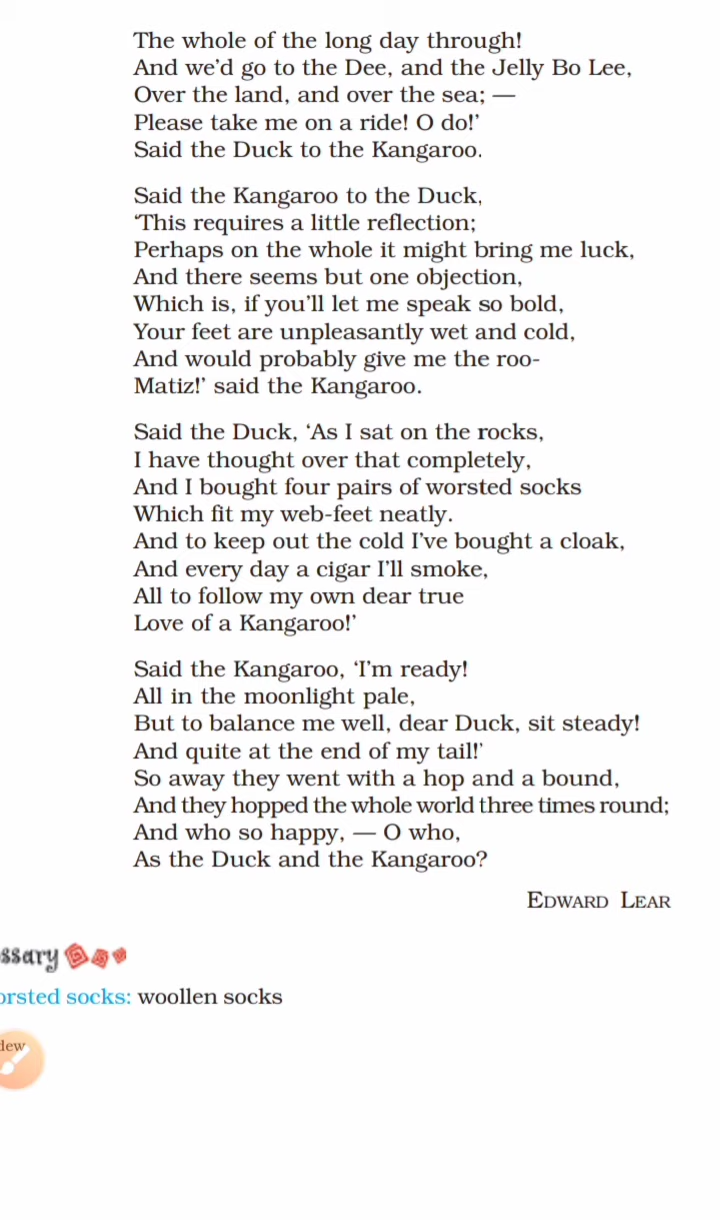 The whole of the long day through!
And we'd go to the Dee, and the Jelly Bo Lee,
Over the land, and over the sea; —
Please take me on a ride! O do!'
Said the Duck to the Kangaroo.
Said the Kangaroo to the Duck,
'This requires a little reflection;
Perhaps on the whole it might bring me luck,
And there seems but one objection,
Which is, if you'll let me speak so bold,
Your feet are unpleasantly wet and cold,
And would probably give me the roo-
Matiz!' said the Kangaroo.
Said the Duck, 'As I sat on the rocks,
I have thought over that completely,
And I bought four pairs of worsted socks
Which fit my web-feet neatly.
And to keep out the cold I've bought a cloak,
And every day a cigar I'll smoke,
All to follow my own dear true
Love of a Kangaroo!'
Said the Kangaroo, 'I'm ready!
All in the moonlight pale,
But to balance me well, dear Duck, sit steady!
And quite at the end of my tail!'
So away they went with a hop and a bound,
And they hopped the whole world three times round;
And who so happy, — O who,
As the Duck and the Kangaroo?
EDWARD LEAR
ssary
orsted socks: woollen socks